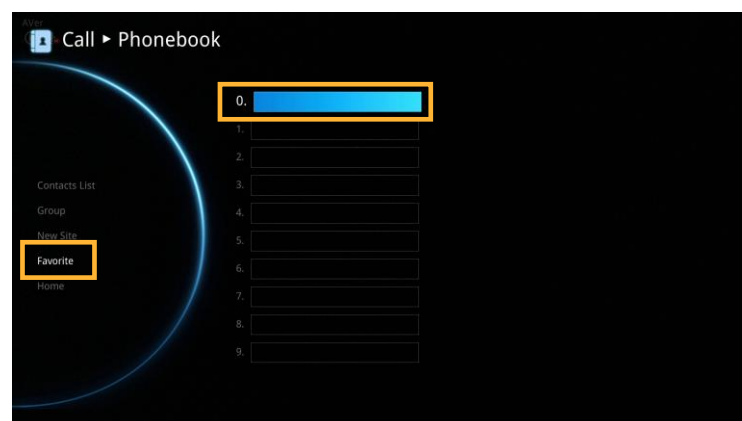 AVer
Call ▸ Phonebook
0.
1.
2.
3.
4.
5.
6.
7.
8.
9.
Contacts List
Group
New Site
Favorite
Home